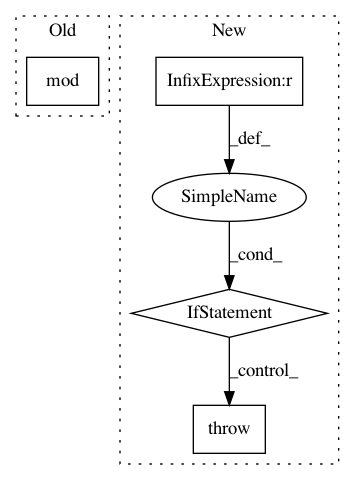 Old
New
mod
InfixExpression:r
_def_
SimpleName
_cond_
IfStatement
_control_
throw